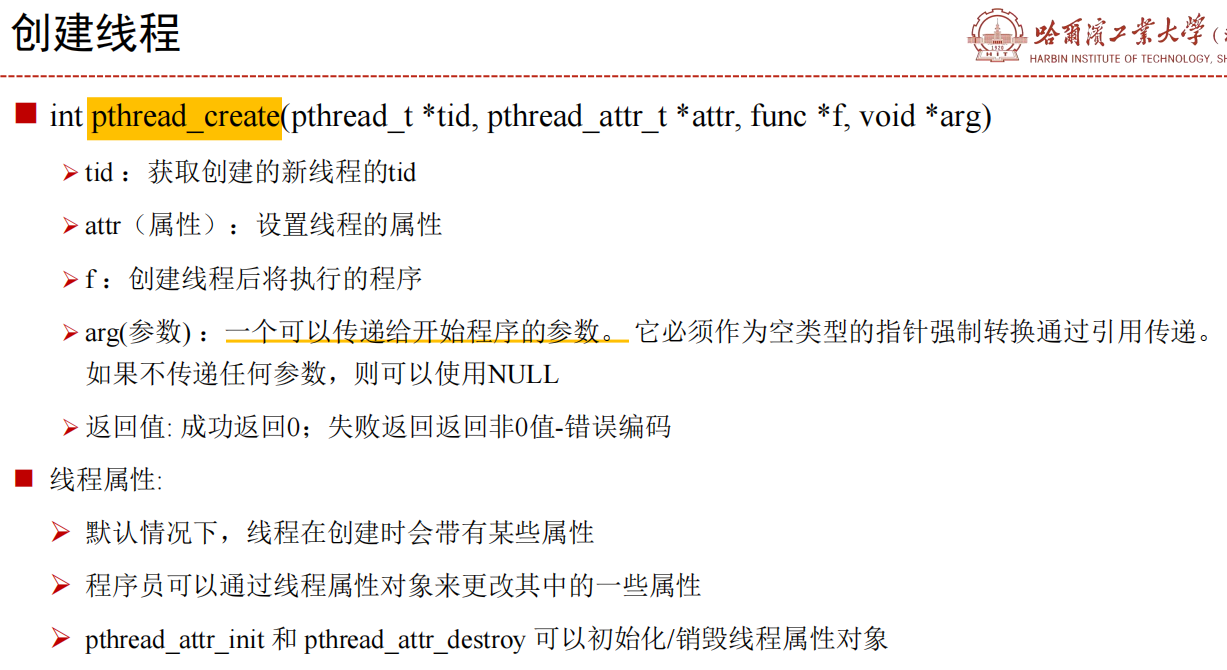 创建线程
哈爾濱工業大學
HARBIN INSTITUTE OF TECHNOLOGY, SH
1920
HIT
int pthread_create(pthread_t *tid, pthread_attr_t *attr, func *f, void *arg)
tid： 获取创建的新线程的tid
attr（属性）：设置线程的属性
f： 创建线程后将执行的程序
arg(参数)： 一个可以传递给开始程序的参数。 它必须作为空类型的指针强制转换通过引用传递。
如果不传递任何参数，则可以使用NULL
返回值: 成功返回0；失败返回返回非0值-错误编码
线程属性:
默认情况下，线程在创建时会带有某些属性
程序员可以通过线程属性对象来更改其中的一些属性
pthread_attr_init 和 pthread_attr_destroy 可以初始化/销毁线程属性对象